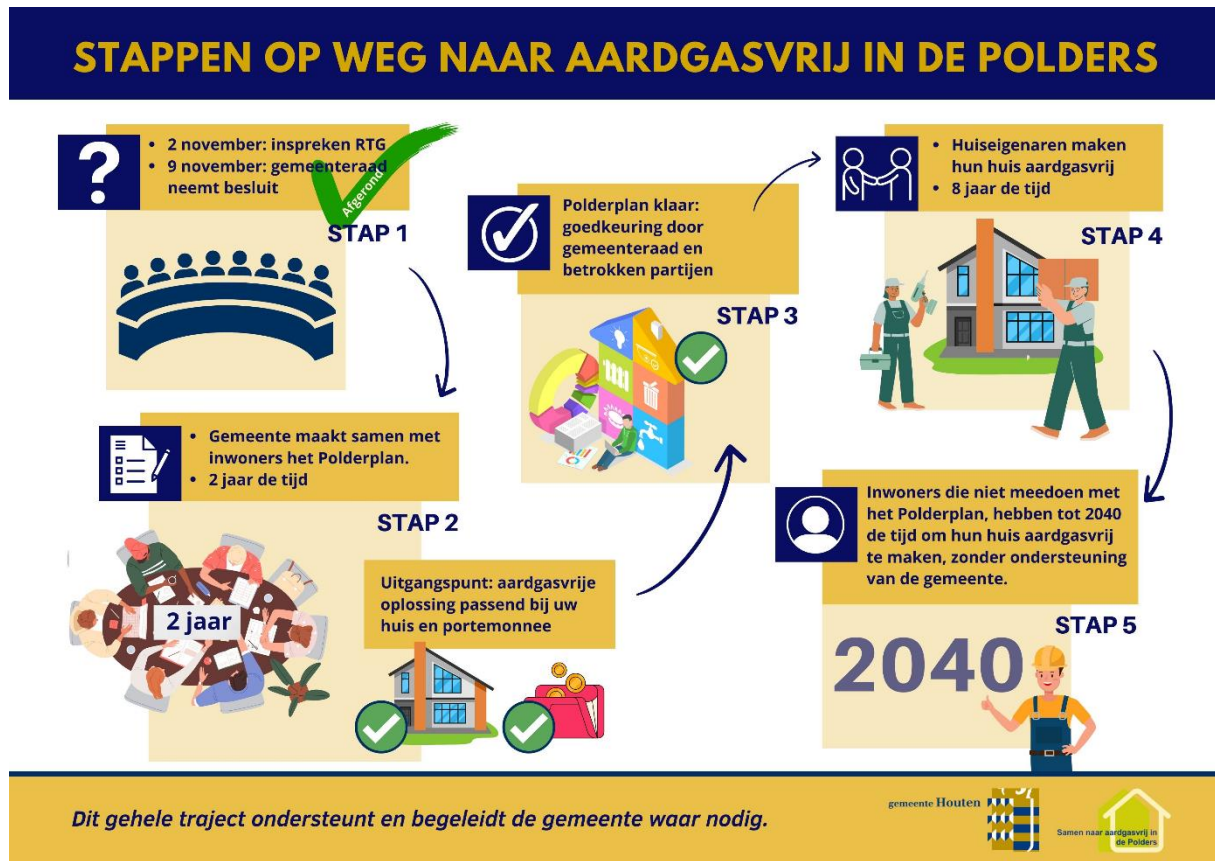 STAPPEN OP WEG NAAR AARDGASVRIJ IN DE POLDERS
?
• 2 november: inspreken RTG
• 9 november: gemeenteraad
neemt besluit
Afgerond
STAP 1
• Gemeente maakt samen met
inwoners het Polderplan.
• 2 jaar de tijd
STAP 2
2 jaar
Uitgangspunt: aardgasvrije
oplossing passend bij uw
huis en portemonnee
Polderplan klaar:
goedkeuring door
gemeenteraad en
betrokken partijen
STAP 3
• Huiseigenaren maken
hun huis aardgasvrij
• 8 jaar de tijd
STAP 4
Inwoners die niet meedoen met
het Polderplan, hebben tot 2040
de tijd om hun huis aardgasvrij
te maken, zonder ondersteuning
van de gemeente.
STAP 5
2040
Dit gehele traject ondersteunt en begeleidt de gemeente waar nodig.
gemeente Houten
Samen naar aardgasvrij in
de Polders